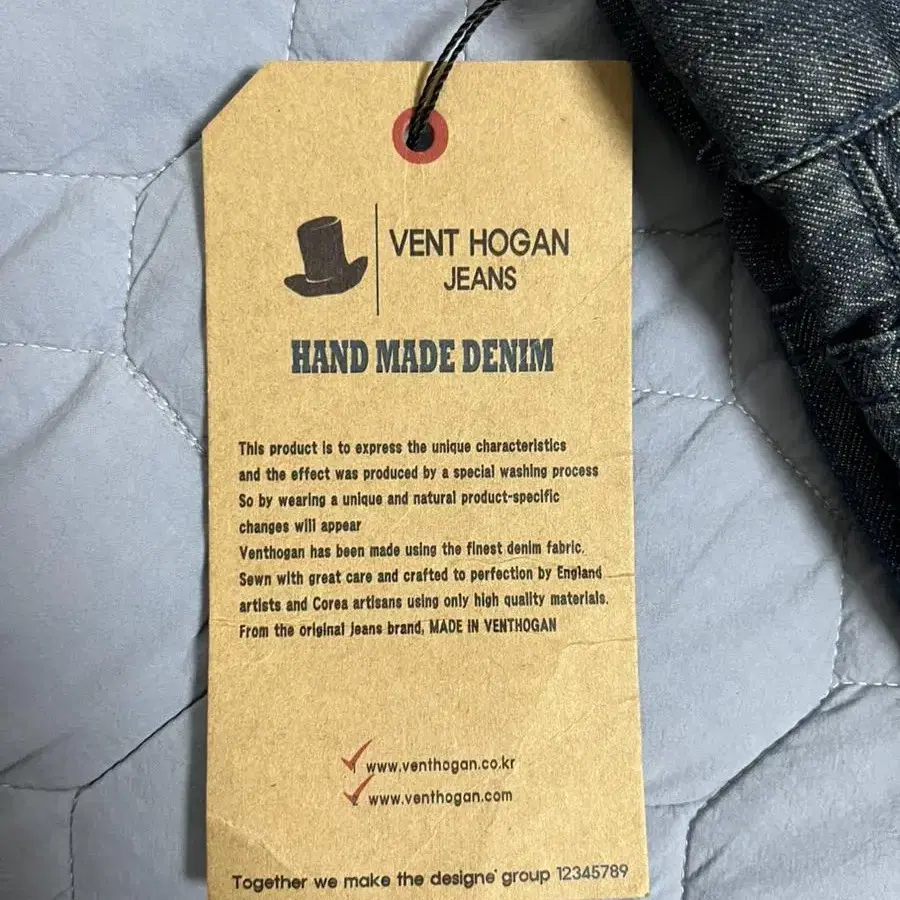 VENT HOGAN
JEANS
HAND MADE DENIM
This product is to express the unique characteristics
and the effect was produced by a special washing process
So by wearing a unique and natural product-specific
changes will appear
Venthogan has been made using the finest denim fabric.
Sewn with great care and crafted to perfection by England
artists and Corea artisans using only high quality materials.
From the original jeans brand, MADE IN VENTHOGAN
1 www.venthogan.co.kr
2 www.venthogan.com
Together we make the designe' group 12345789